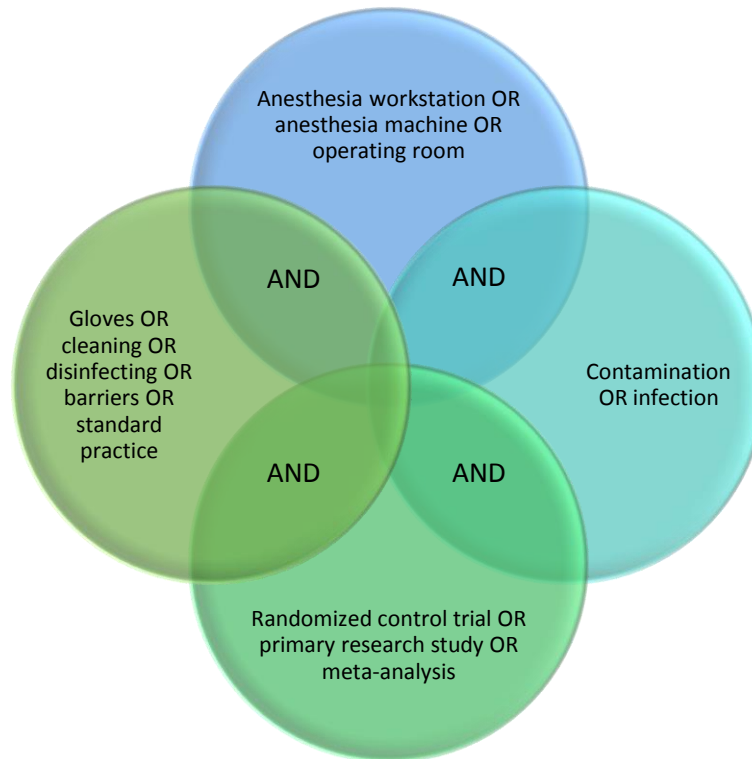 Anesthesia workstation OR
anesthesia machine OR
operating room
AND
AND
Gloves OR
cleaning OR
disinfecting OR
barriers OR
standard
practice
Contamination
OR infection
AND
AND
Randomized control trial OR
primary research study OR
meta-analysis